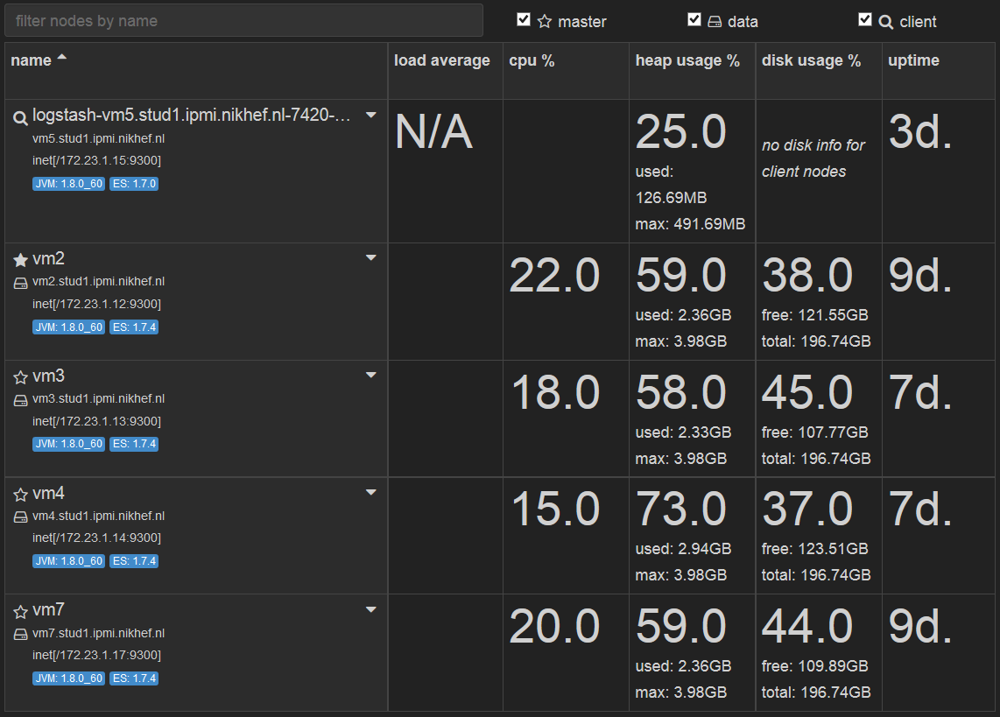 filter nodes by name
master
data
client
name
load average
cpu %
heap usage %
disk usage %
uptime
logstash-vm5.stud1.ipmi.nikhef.nl-7420-...
vm5.stud1.ipmi.nikhef.nl
inet[/172.23.1.15:9300]
JVM: 1.8.0_60 ES: 1.7.0
N/A
25.0
used:
126.69MB
max: 491.69MB
no disk info for
client nodes
3d.
vm2
vm2.stud1.ipmi.nikhef.nl
inet[/172.23.1.12:9300]
JVM: 1.8.0_60 ES: 1.7.4
22.0
59.0
used: 2.36GB
max: 3.98GB
38.0
free: 121.55GB
total: 196.74GB
9d.
vm3
vm3.stud1.ipmi.nikhef.nl
inet[/172.23.1.13:9300]
JVM: 1.8.0_60 ES: 1.7.4
18.0
58.0
used: 2.33GB
max: 3.98GB
45.0
free: 107.77GB
total: 196.74GB
7d.
vm4
vm4.stud1.ipmi.nikhef.nl
inet[/172.23.1.14:9300]
JVM: 1.8.0_60 ES: 1.7.4
15.0
73.0
used: 2.94GB
max: 3.98GB
37.0
free: 123.51GB
total: 196.74GB
7d.
vm7
vm7.stud1.ipmi.nikhef.nl
inet[/172.23.1.17:9300]
JVM: 1.8.0_60 ES: 1.7.4
20.0
59.0
used: 2.36GB
max: 3.98GB
44.0
free: 109.89GB
total: 196.74GB
9d.